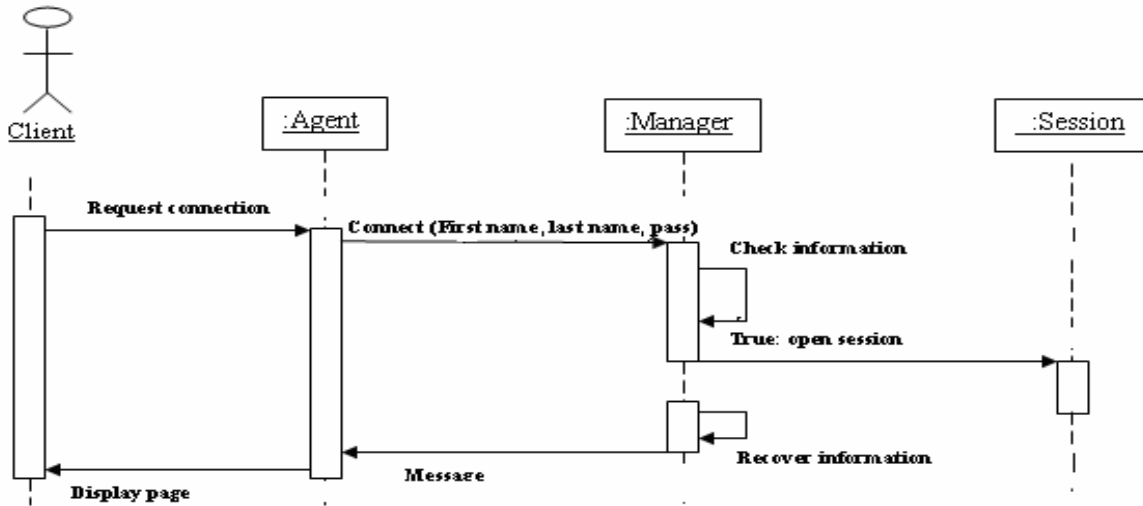 Client
:Agent
:Manager
:Session
Request connection
Connect (First name, last name, pass)
Check information
True: open session
Recover information
Message
Display page